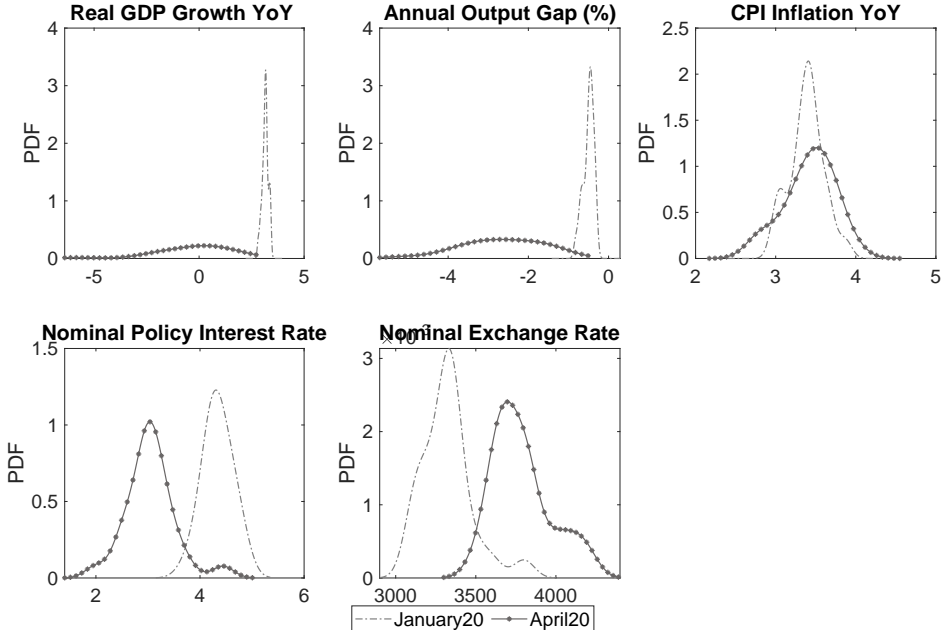 Real GDP Growth YoY
4
3
2
1
0
PDF
-5 0 5
Annual Output Gap (%)
4
3
2
1
0
PDF
-4 -2 0
CPI Inflation YoY
2.5
2
1.5
1
0.5
0
PDF
2 3 4 5
Nominal Policy Interest Rate
1.5
1
0.5
0
PDF
2 4 6
Nominal Exchange Rate
3
2
1
0
PDF
3000 3500 4000
January20 April20